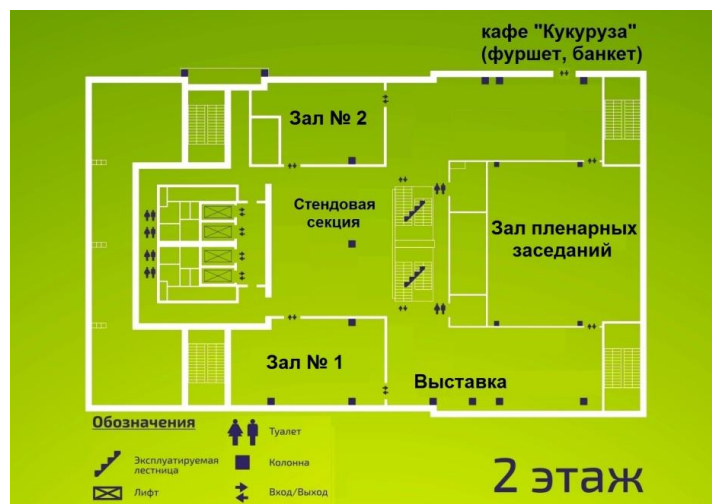 кафе "Кукуруза"
(фуршет, банкет)
Зал № 2
Стендовая
секция
Зал пленарных
заседаний
Зал № 1
Выставка
Обозначения
Туалет
Эксплуатируемая
лестница
Колонна
Лифт
Вход/Выход
2 этаж